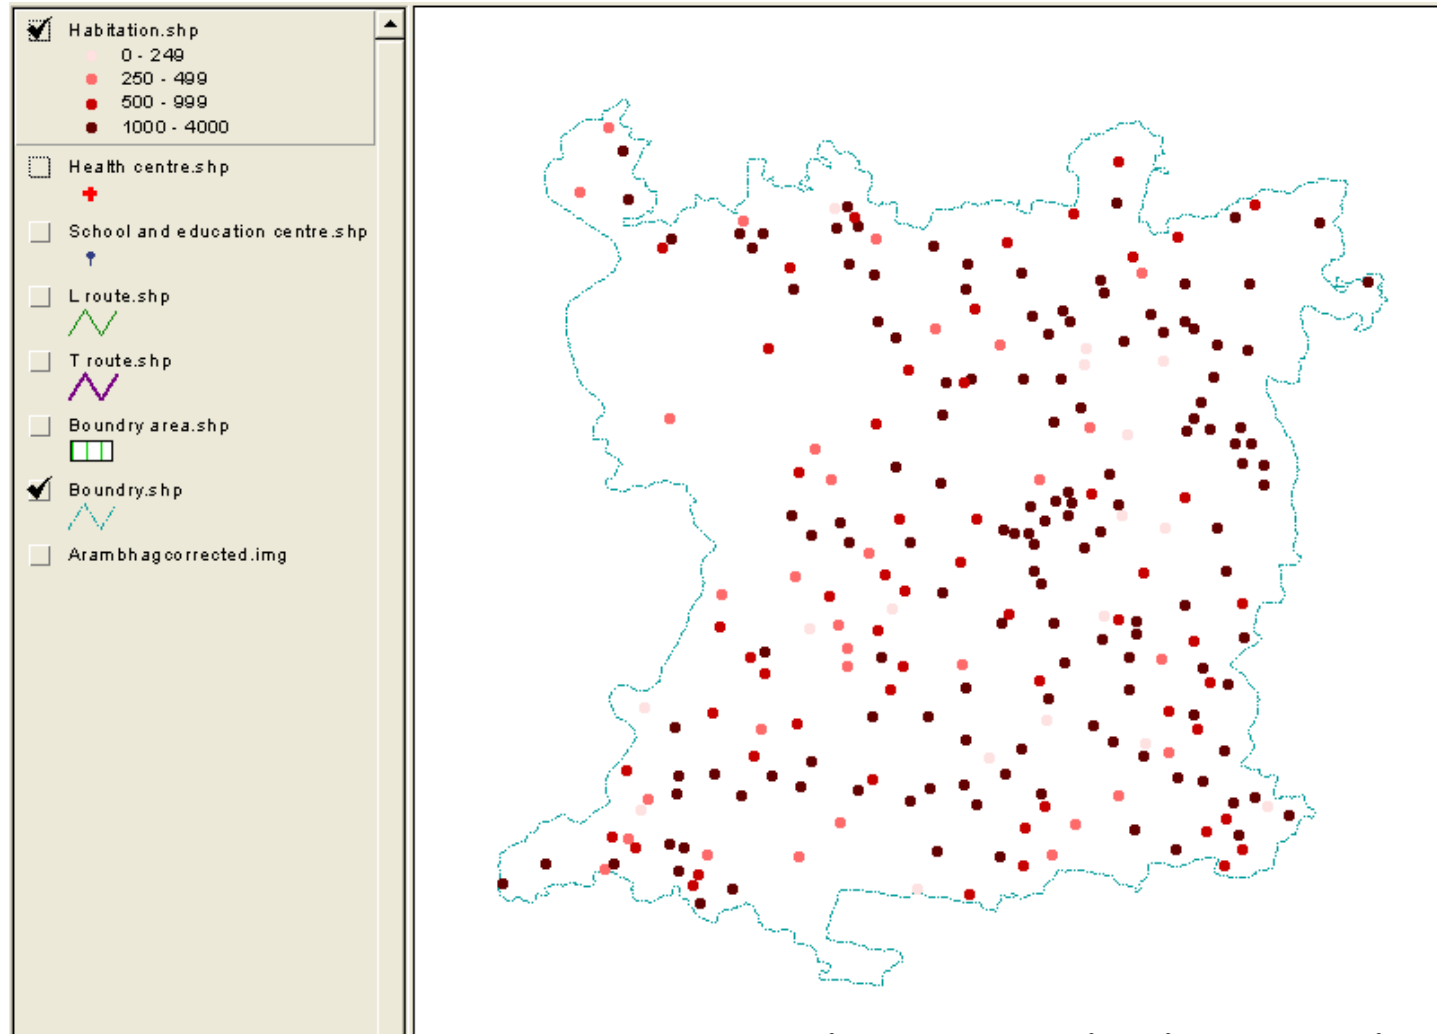 Habitation.shp
0 - 249
250 - 499
500 - 999
1000 - 4000
Health centre.shp
School and education centre.shp
L route.shp
T route.shp
Boundry area.shp
Boundry.shp
Arambhagcorrected.img